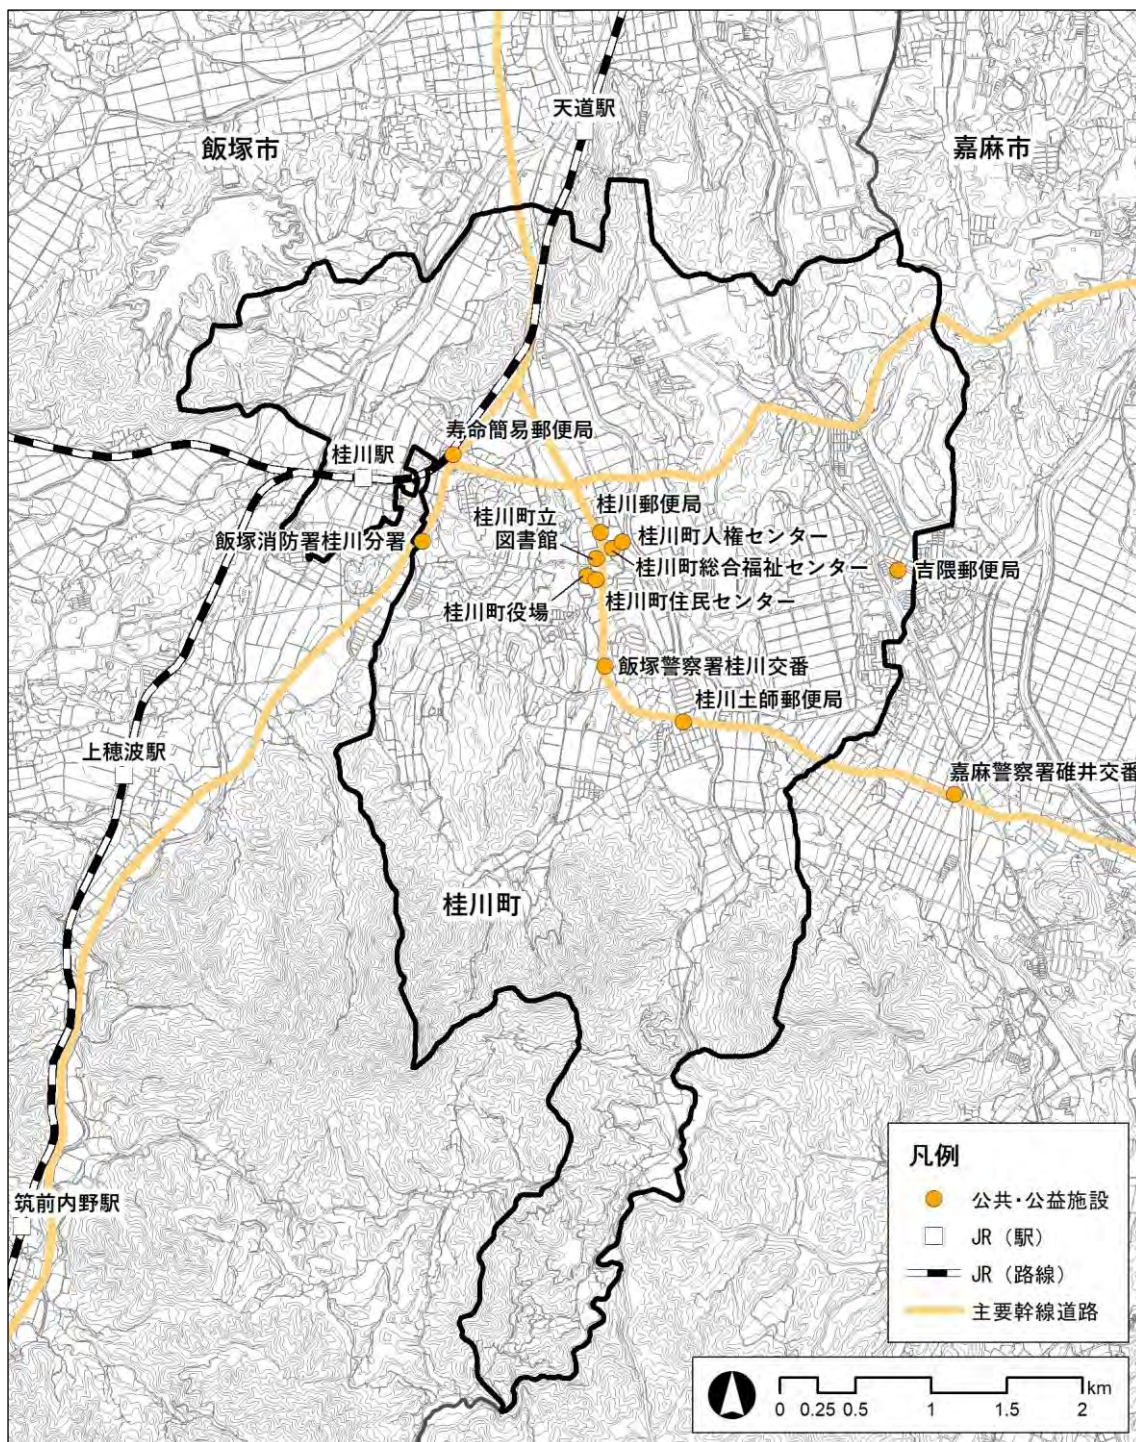 天道駅
飯塚市
嘉麻市
寿命簡易郵便局
桂川駅
桂川郵便局
桂川町立
図書館
桂川町人権センター
飯塚消防署桂川分署
桂川町総合福祉センター
吉隈郵便局
桂川町役場
桂川町住民センター
飯塚警察署桂川交番
桂川土師郵便局
上穂波駅
嘉麻警察署碓井交番
桂川町
筑前内野駅
凡例
公共・公益施設
JR（駅）
JR（路線）
主要幹線道路
km
0 0.25 0.5 1 1.5 2